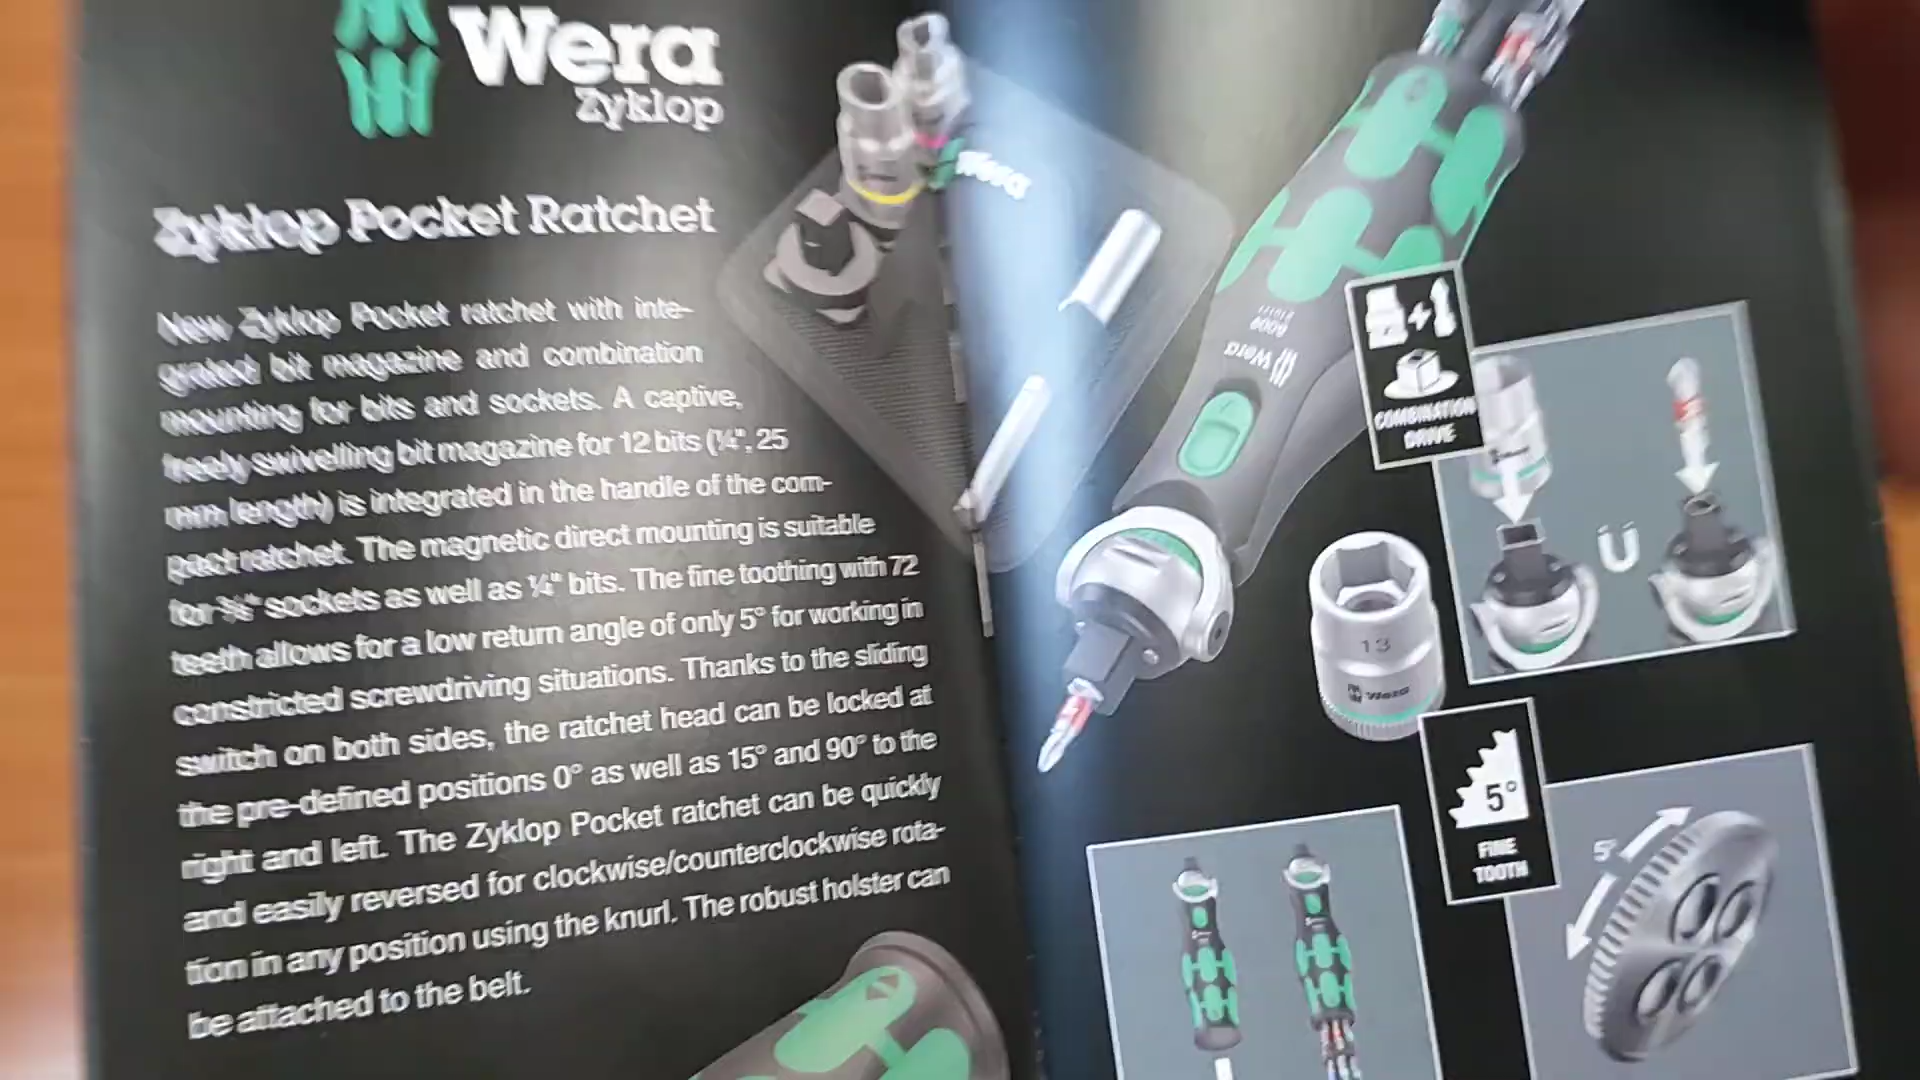 Wera
Zyklop
Zyklop Pocket Ratchet
New Zyklop Pocket ratchet with inte-
grated bit magazine and combination
mounting for bits and sockets. A captive,
freely swivelling bit magazine for 12 bits (¼", 25
mm length) is integrated in the handle of the com-
pact ratchet. The magnetic direct mounting is suitable
for ⅜" sockets as well as ¼" bits. The fine toothing with 72
teeth allows for a low return angle of only 5° for working in
constricted screwdriving situations. Thanks to the sliding
switch on both sides, the ratchet head can be locked at
the pre-defined positions 0° as well as 15° and 90° to the
right and left. The Zyklop Pocket ratchet can be quickly
and easily reversed for clockwise/counterclockwise rota-
tion in any position using the knurl. The robust holster can
be attached to the belt.
Wera
Wera
6009
COMBINATION
DRIVE
13
Wera
5°
FINE
TOOTH
5°